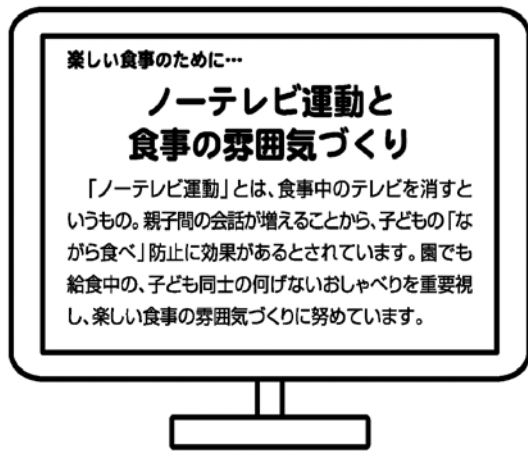 楽しい食事のために…
ノーテレビ運動と
食事の雰囲気づくり
「ノーテレビ運動」とは、食事中のテレビを消すと
いうもの。親子間の会話が増えることから、子どもの「な
がら食べ」防止に効果があるとされています。園でも
給食中の、子ども同士の何げないおしゃべりを重要視
し、楽しい食事の雰囲気づくりに努めています。